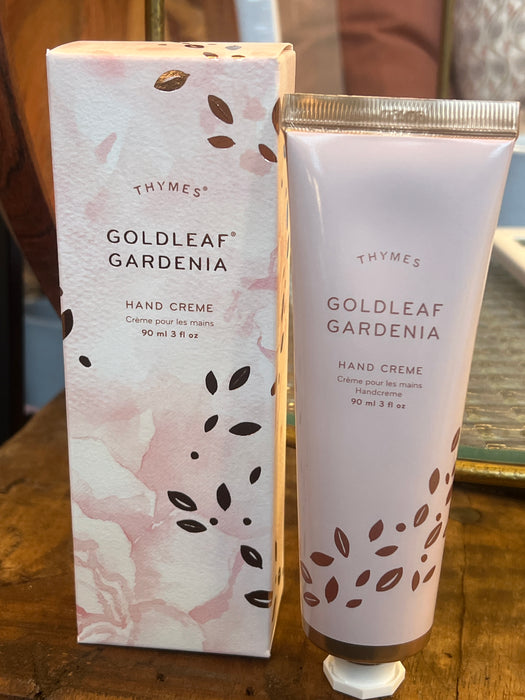 THYMES®
GOLDLEAF®
GARDENIA
HAND CREME
Crème pour les mains
90 ml 3 fl oz
THYMES
GOLDLEAF
GARDENIA
HAND CREME
Crème pour les mains
Handcreme
90 ml 3 fl oz